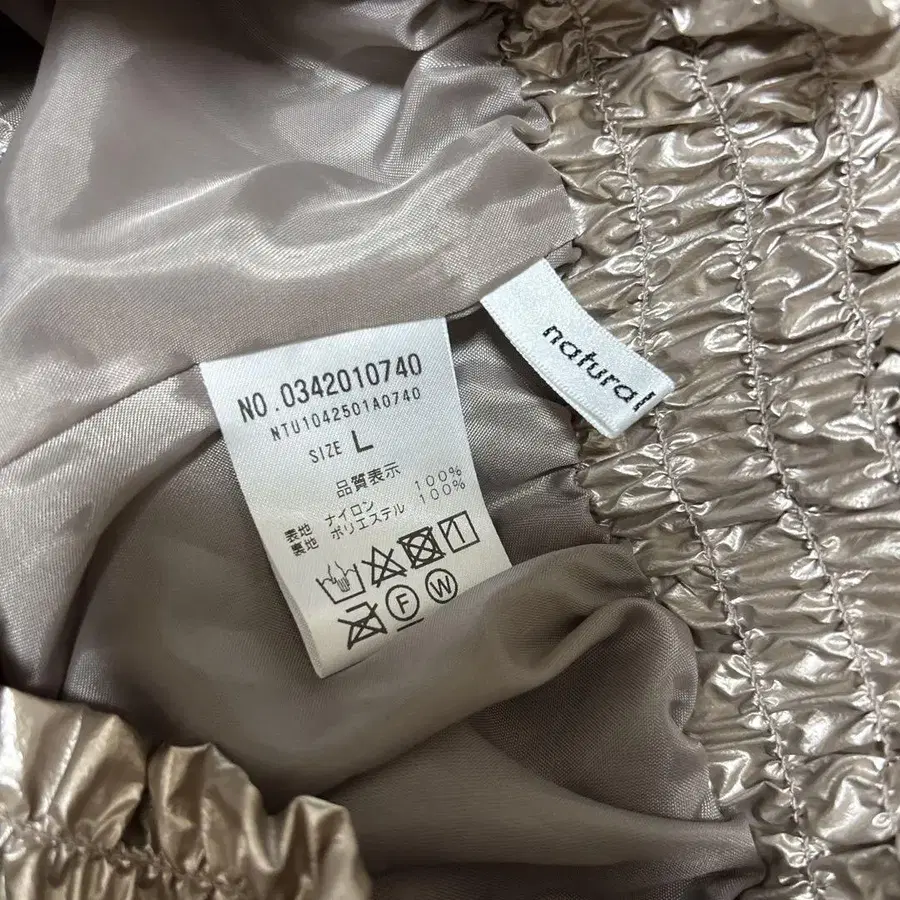 NO.0342010740
NTU1042501A0740
SIZE L
品質表示
表地 ナイロン 100%
裏地 ポリエステル 100%
F W
natural